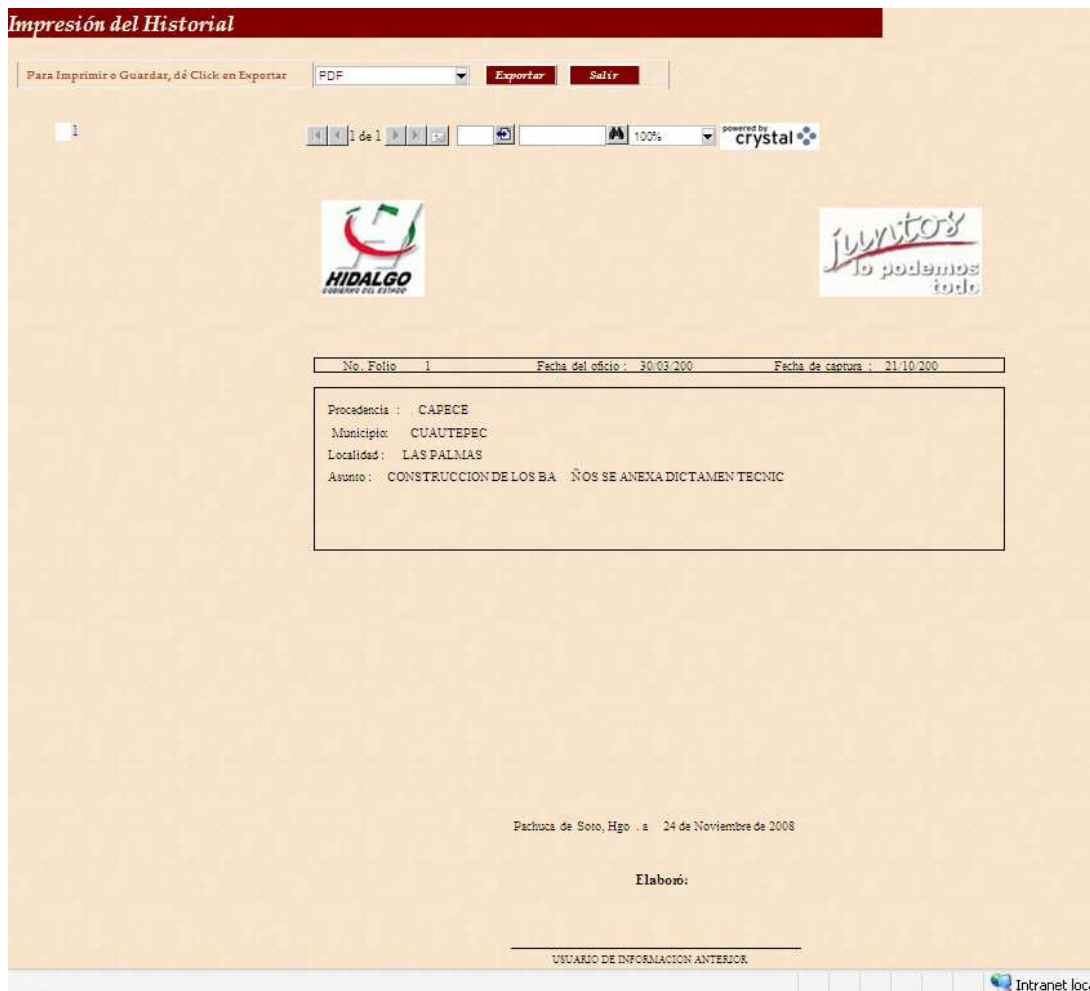 Impresión del Historial
Para Imprimir o Guardar, dé Click en Exportar PDF Exportar Salir
1 1 de 1 100% powered by crystal
HIDALGO
GOBIERNO DEL ESTADO
juntos
lo podemos
todo
No. Folio 1 Fecha del oficio : 30/03/200 Fecha de captura : 21/10/200
Procedencia : CAPECE
Municipio: CUAUTEPEC
Localidad : LAS PALMAS
Asunto : CONSTRUCCION DE LOS BA ÑOS SE ANEXA DICTAMEN TECNIC
Pachuca de Soto, Hgo . a 24 de Noviembre de 2008
Elaboró:
USUARIO DE INFORMACION ANTERIOR
Intranet loc